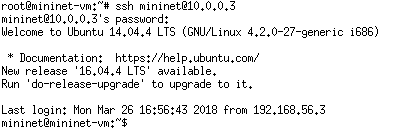 root@mininet-vm:~# ssh mininet@10.0.0.3
mininet@10.0.0.3's password:
Welcome to Ubuntu 14.04.4 LTS (GNU/Linux 4.2.0-27-generic i686)
* Documentation:  https://help.ubuntu.com/
New release '16.04.4 LTS' available.
Run 'do-release-upgrade' to upgrade to it.
Last login: Mon Mar 26 16:56:43 2018 from 192.168.56.3
mininet@mininet-vm:~$